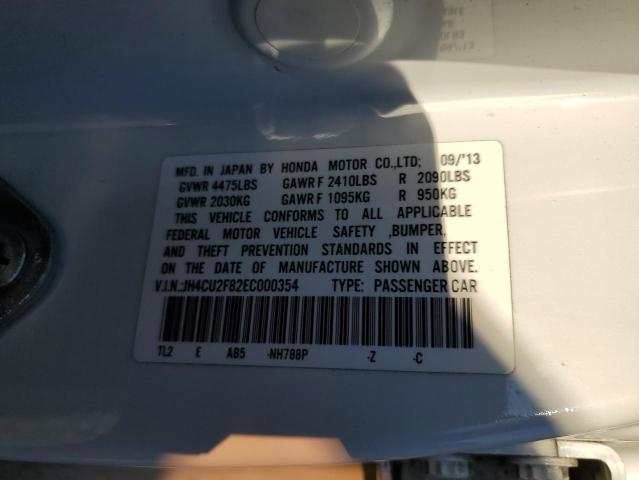 MFD. IN JAPAN BY HONDA MOTOR CO.,LTD; 09/'13
GVWR 4475LBS GAWR F 2410LBS R 2090LBS
GVWR 2030KG GAWR F 1095KG R 950KG
THIS VEHICLE CONFORMS TO ALL APPLICABLE
FEDERAL MOTOR VEHICLE SAFETY ,BUMPER,
AND THEFT PREVENTION STANDARDS IN EFFECT
ON THE DATE OF MANUFACTURE SHOWN ABOVE.
V.I.N.:JH4CU2F82EC000354 TYPE: PASSENGER CAR
TL2 E AB5 -NH788P -Z -C